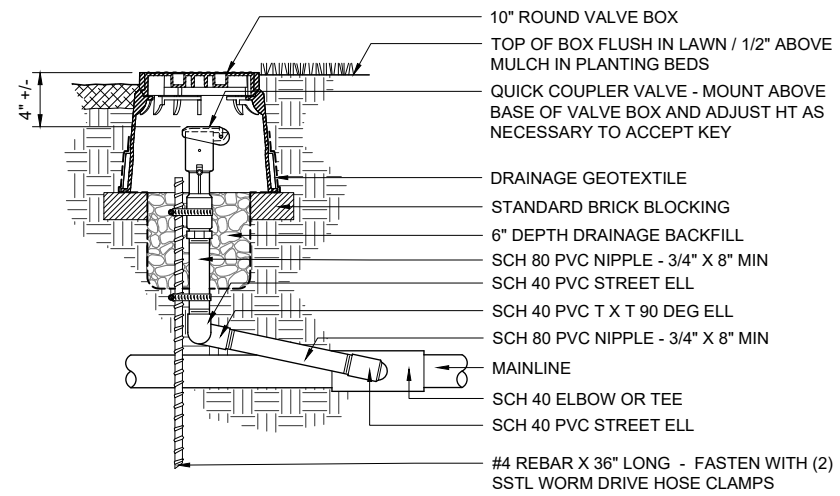 10" ROUND VALVE BOX
TOP OF BOX FLUSH IN LAWN / 1/2" ABOVE
MULCH IN PLANTING BEDS
QUICK COUPLER VALVE - MOUNT ABOVE
BASE OF VALVE BOX AND ADJUST HT AS
NECESSARY TO ACCEPT KEY
4" +/-
DRAINAGE GEOTEXTILE
STANDARD BRICK BLOCKING
6" DEPTH DRAINAGE BACKFILL
SCH 80 PVC NIPPLE - 3/4" X 8" MIN
SCH 40 PVC STREET ELL
SCH 40 PVC T X T 90 DEG ELL
SCH 80 PVC NIPPLE - 3/4" X 8" MIN
MAINLINE
SCH 40 ELBOW OR TEE
SCH 40 PVC STREET ELL
#4 REBAR X 36" LONG - FASTEN WITH (2)
SSTL WORM DRIVE HOSE CLAMPS